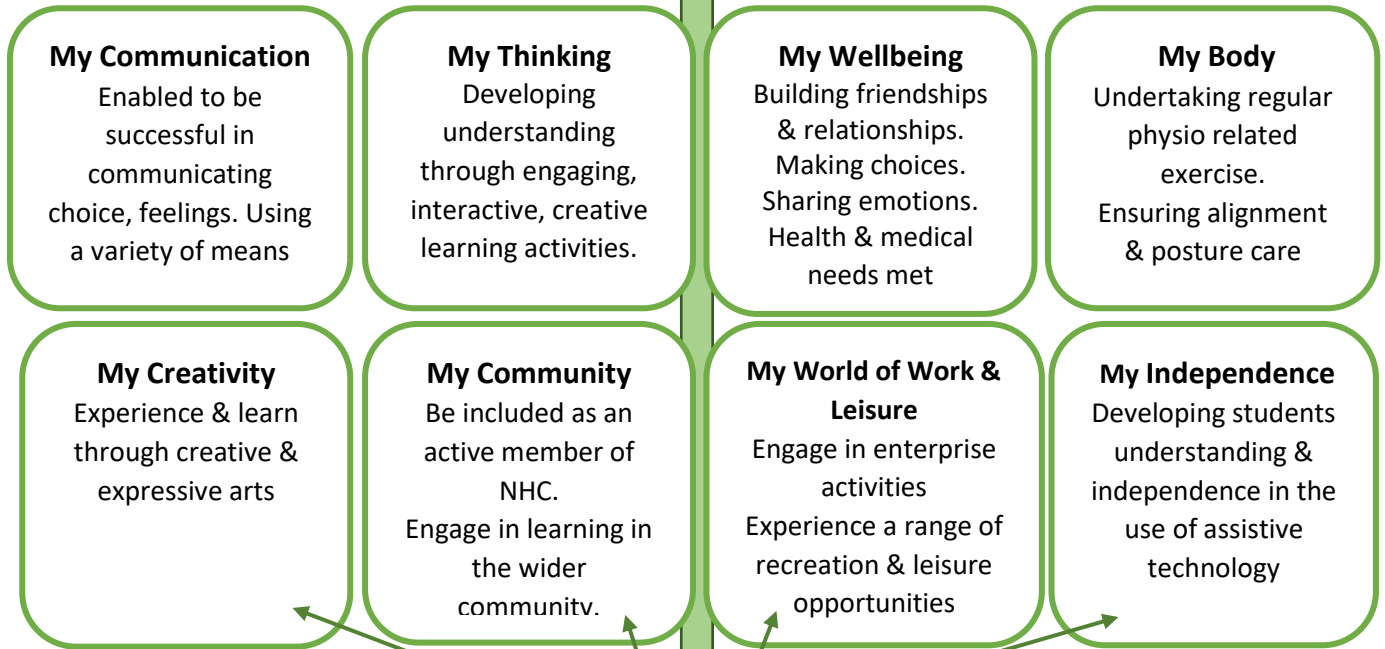 My Communication
Enabled to be
successful in
communicating
choice, feelings. Using
a variety of means
My Thinking
Developing
understanding
through engaging,
interactive, creative
learning activities.
My Wellbeing
Building friendships
& relationships.
Making choices.
Sharing emotions.
Health & medical
needs met
My Body
Undertaking regular
physio related
exercise.
Ensuring alignment
& posture care
My Creativity
Experience & learn
through creative &
expressive arts
My Community
Be included as an
active member of
NHC.
Engage in learning in
the wider
community.
My World of Work &
Leisure
Engage in enterprise
activities
Experience a range of
recreation & leisure
opportunities
My Independence
Developing students
understanding &
independence in the
use of assistive
technology